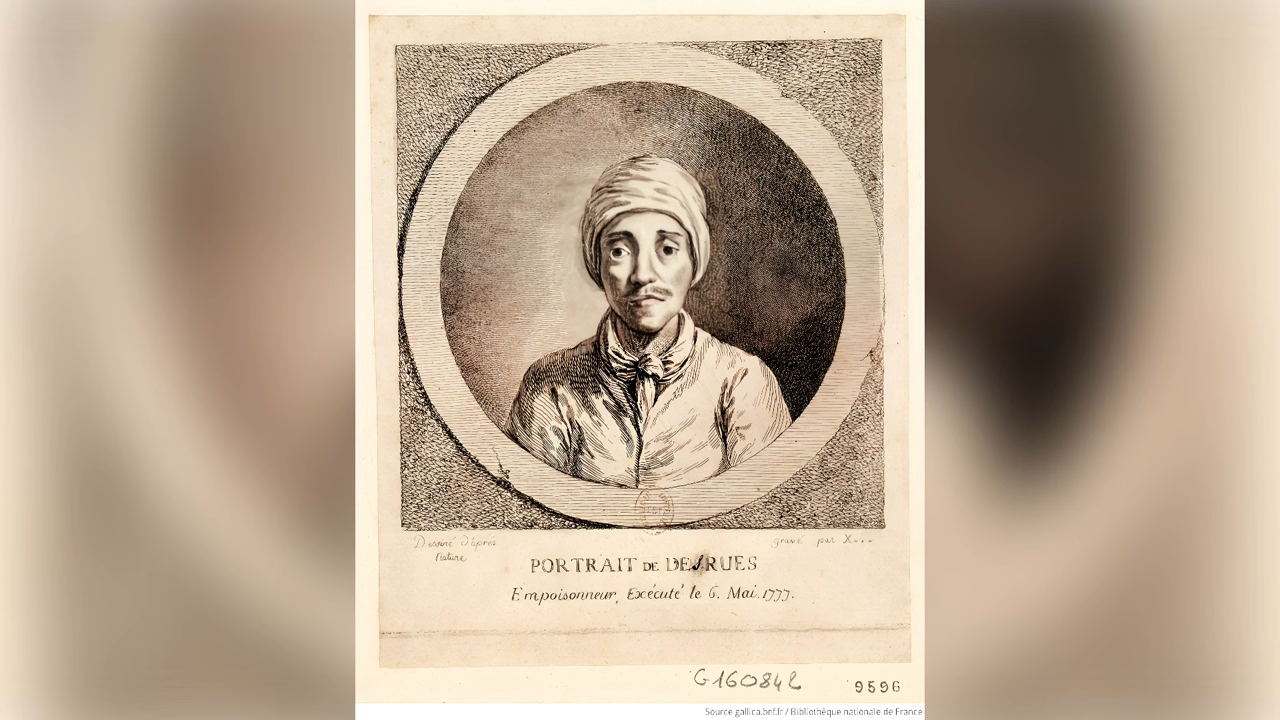 Dessiné d'après
Nature
gravé par X...
PORTRAIT DE DESRUES
Empoisonneur, Exécuté le 6. Mai. 1777.
G160842
9596
Source gallica.bnf.fr / Bibliothèque nationale de France